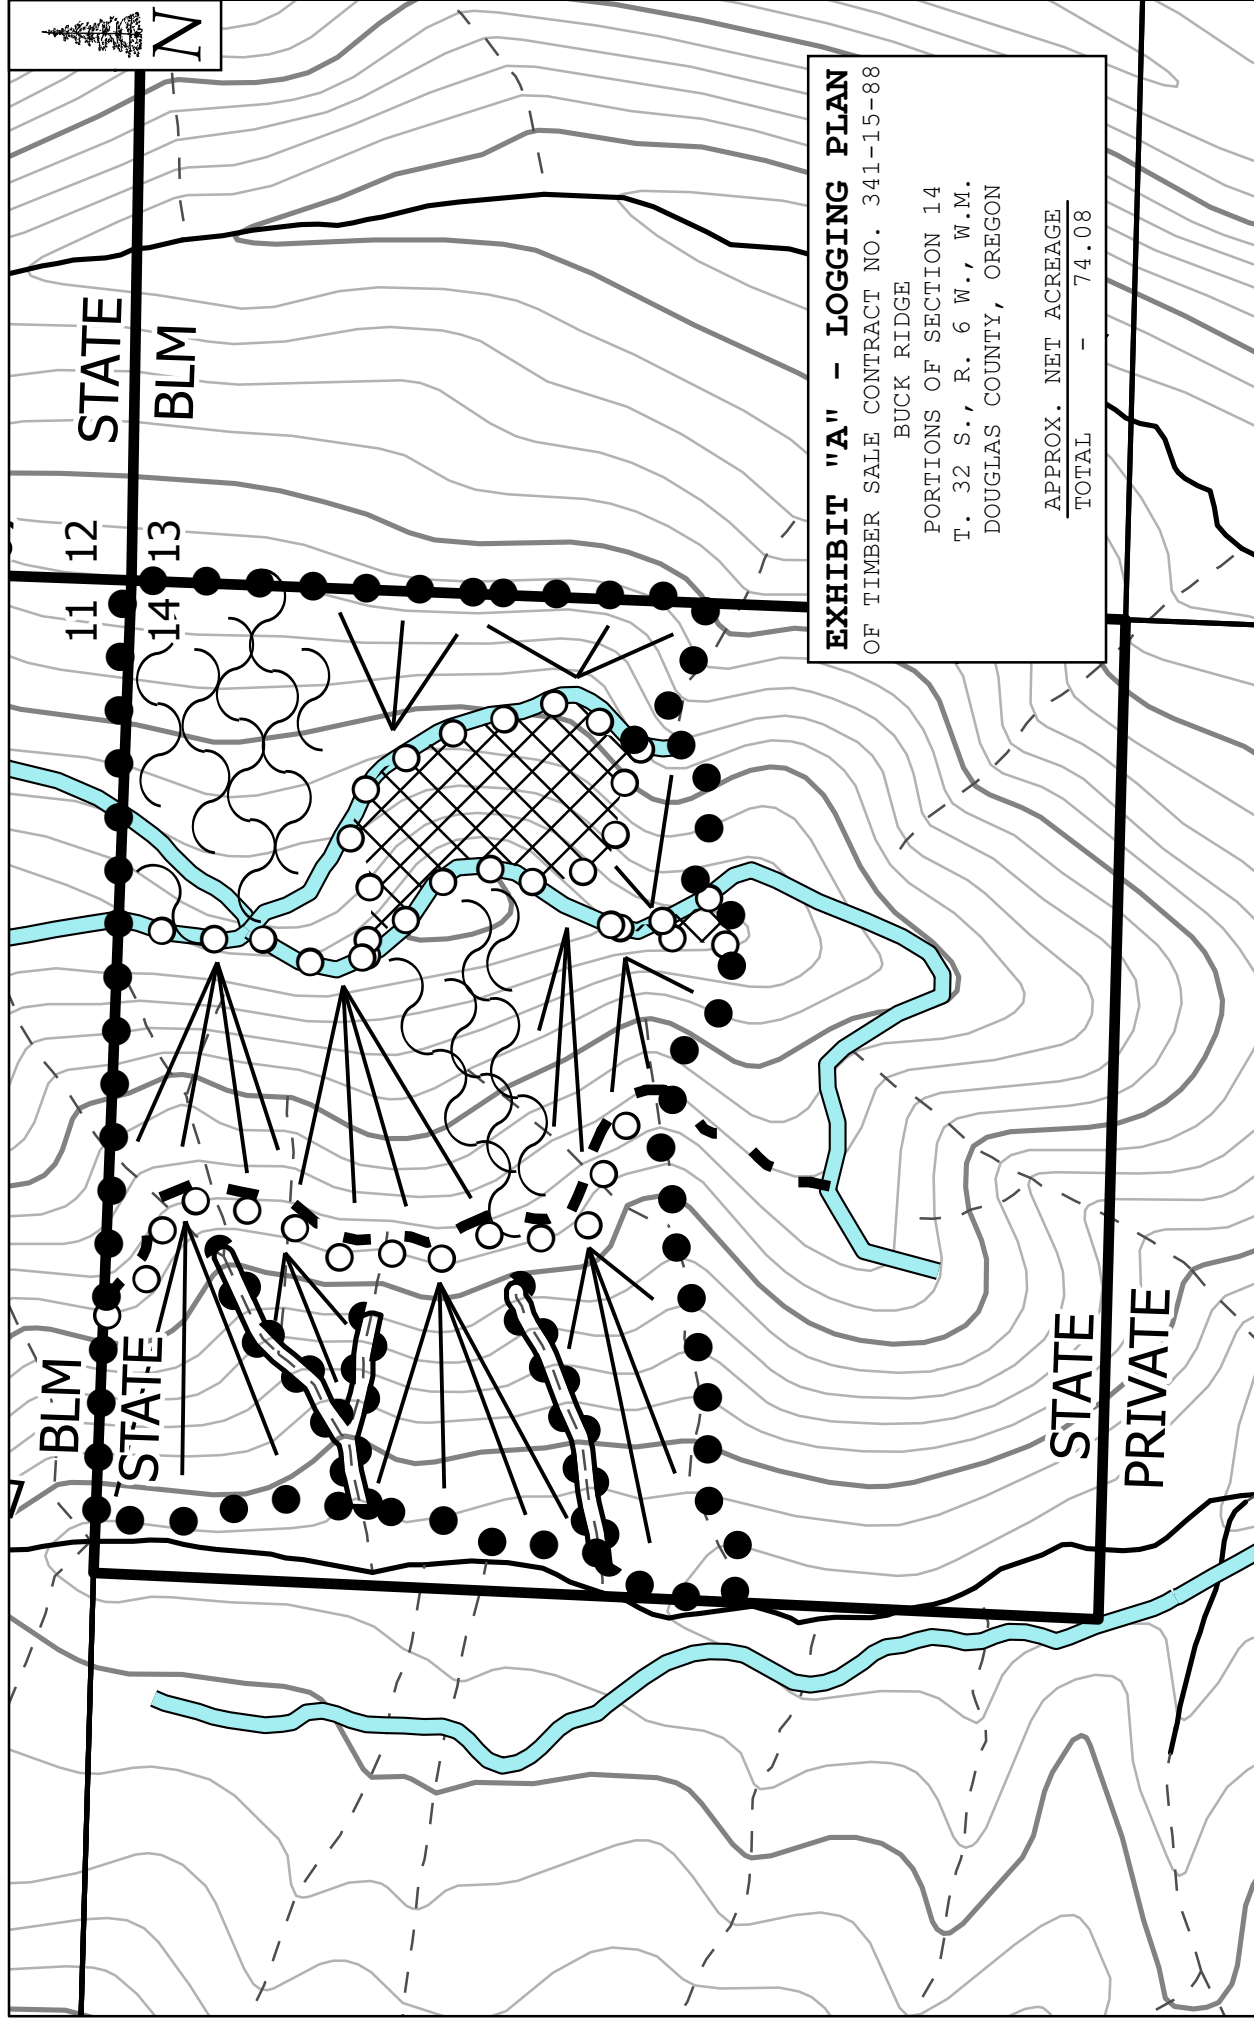 N
STATE
BLM
11 12
14 13
BLM
STATE
STATE
PRIVATE
EXHIBIT "A" - LOGGING PLAN
OF TIMBER SALE CONTRACT NO. 341-15-88
BUCK RIDGE
PORTIONS OF SECTION 14
T. 32 S., R. 6 W., W.M.
DOUGLAS COUNTY, OREGON
APPROX. NET ACREAGE
TOTAL - 74.08